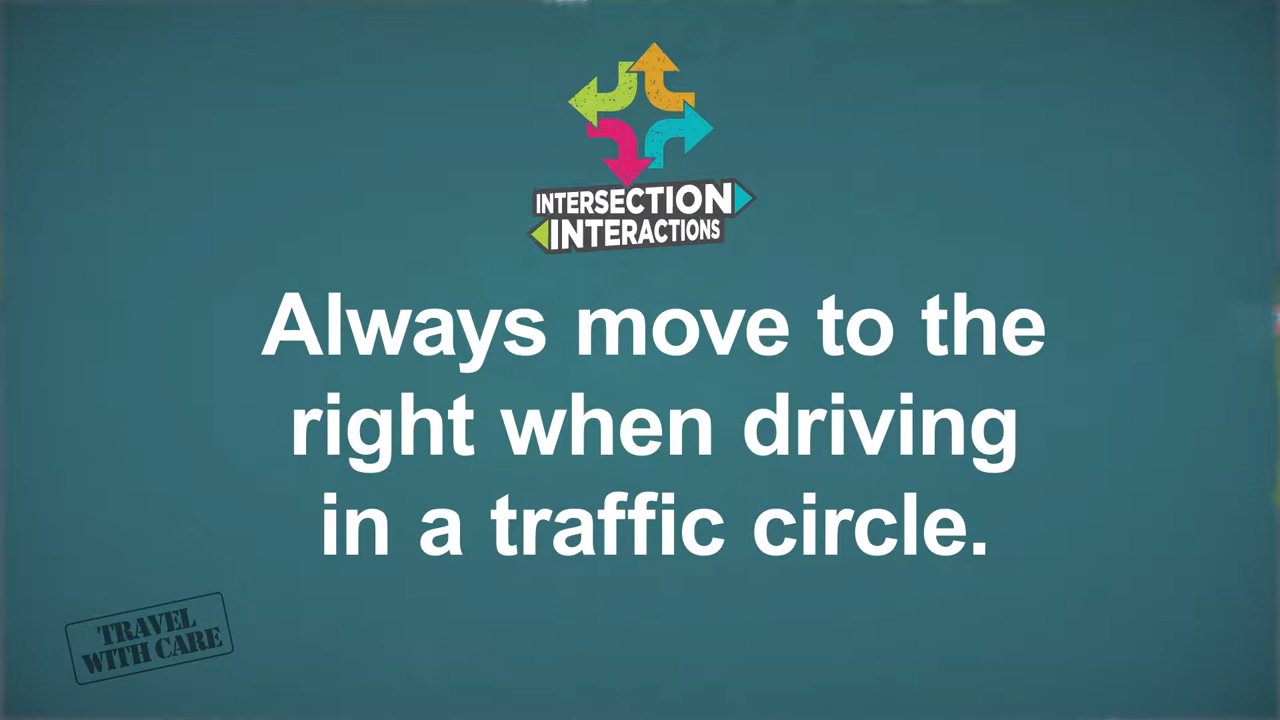 INTERSECTION
INTERACTIONS
Always move to the
right when driving
in a traffic circle.
TRAVEL
WITH CARE